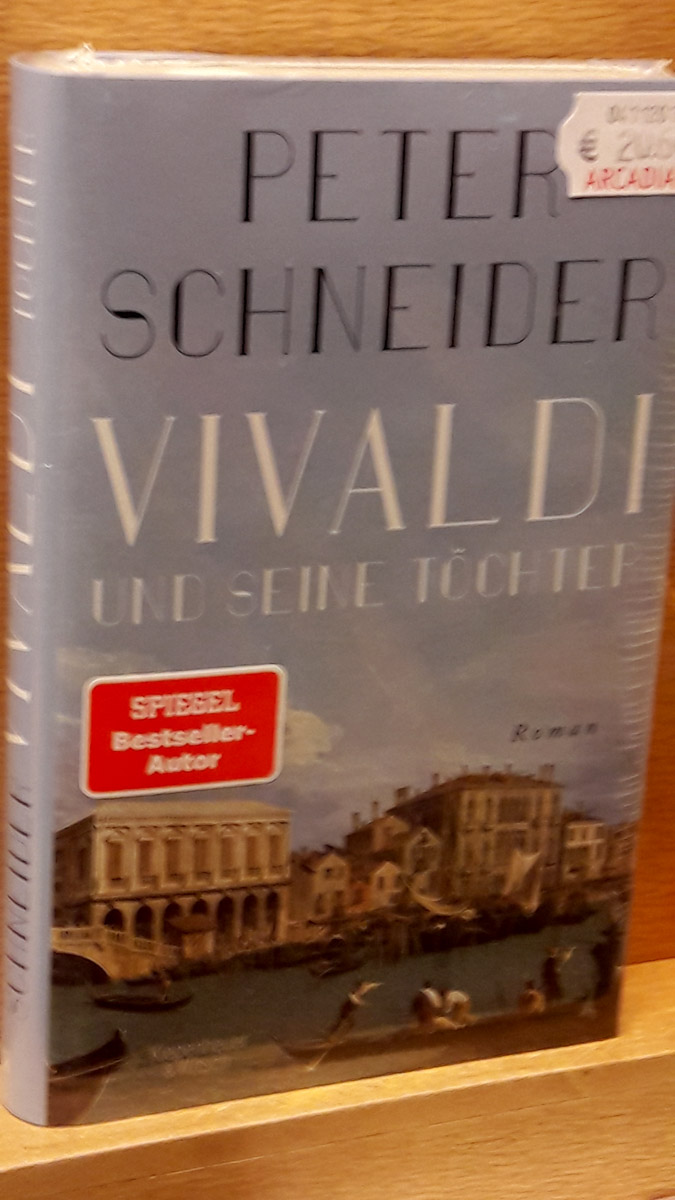 PETER
SCHNEIDER
VIVALDI
UND SEINE TÖCHTER
SPIEGEL
Bestseller-
Autor
Roman
€
ARCADIA